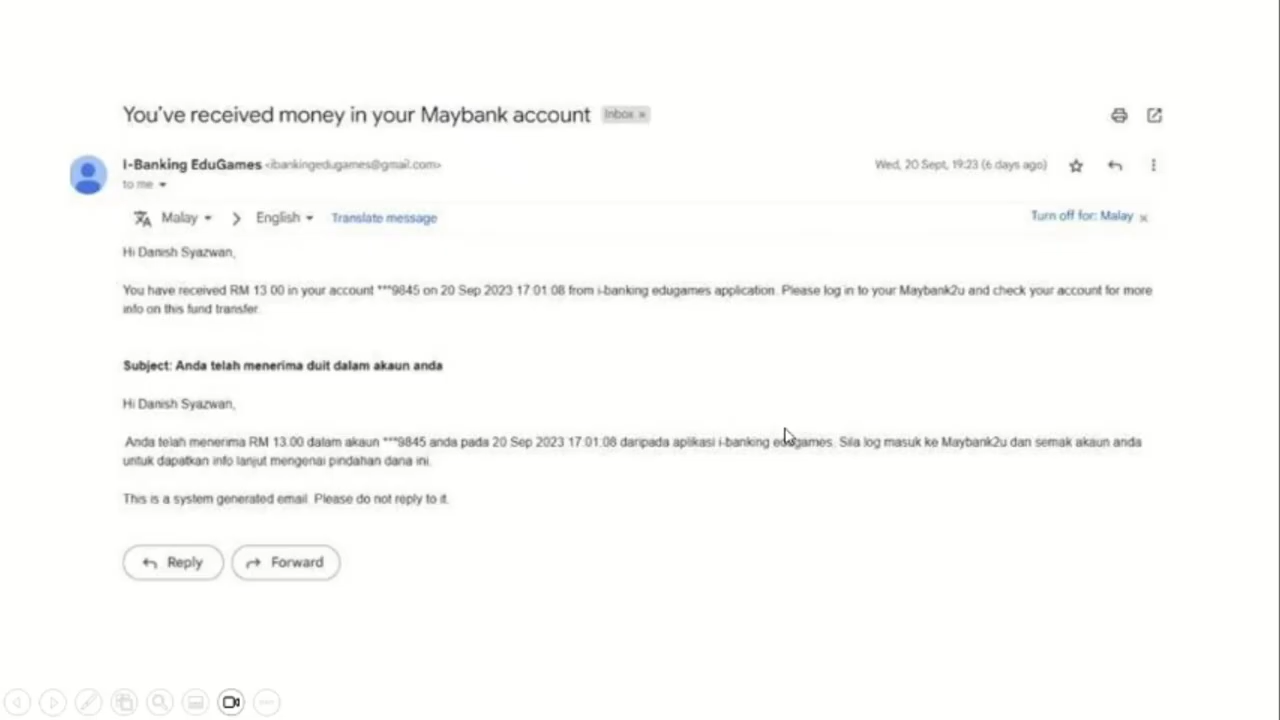 You've received money in your Maybank account Inbox ×
I-Banking EduGames <ibankingedugames@gmail.com> Wed, 20 Sept, 19:23 (6 days ago)
to me
Malay English Translate message Turn off for: Malay ×
Hi Danish Syazwan,
You have received RM 13.00 in your account ***9845 on 20 Sep 2023 17:01:08 from i-banking edugames application. Please log in to your Maybank2u and check your account for more
info on this fund transfer.
Subject: Anda telah menerima duit dalam akaun anda
Hi Danish Syazwan,
Anda telah menerima RM 13.00 dalam akaun ***9845 anda pada 20 Sep 2023 17:01:08 daripada aplikasi i-banking edugames. Sila log masuk ke Maybank2u dan semak akaun anda
untuk dapatkan info lanjut mengenai pindahan dana ini.
This is a system generated email. Please do not reply to it.
Reply Forward